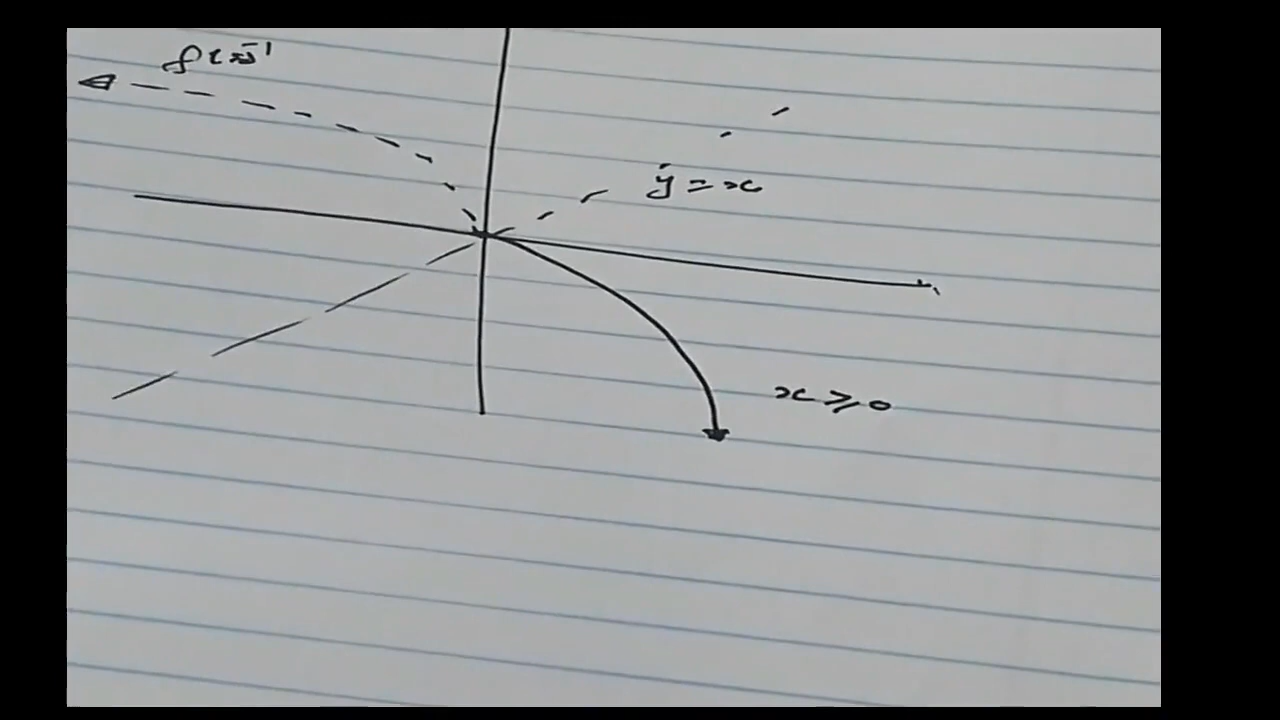 f(x)⁻¹
y = x
x ⩾ 0